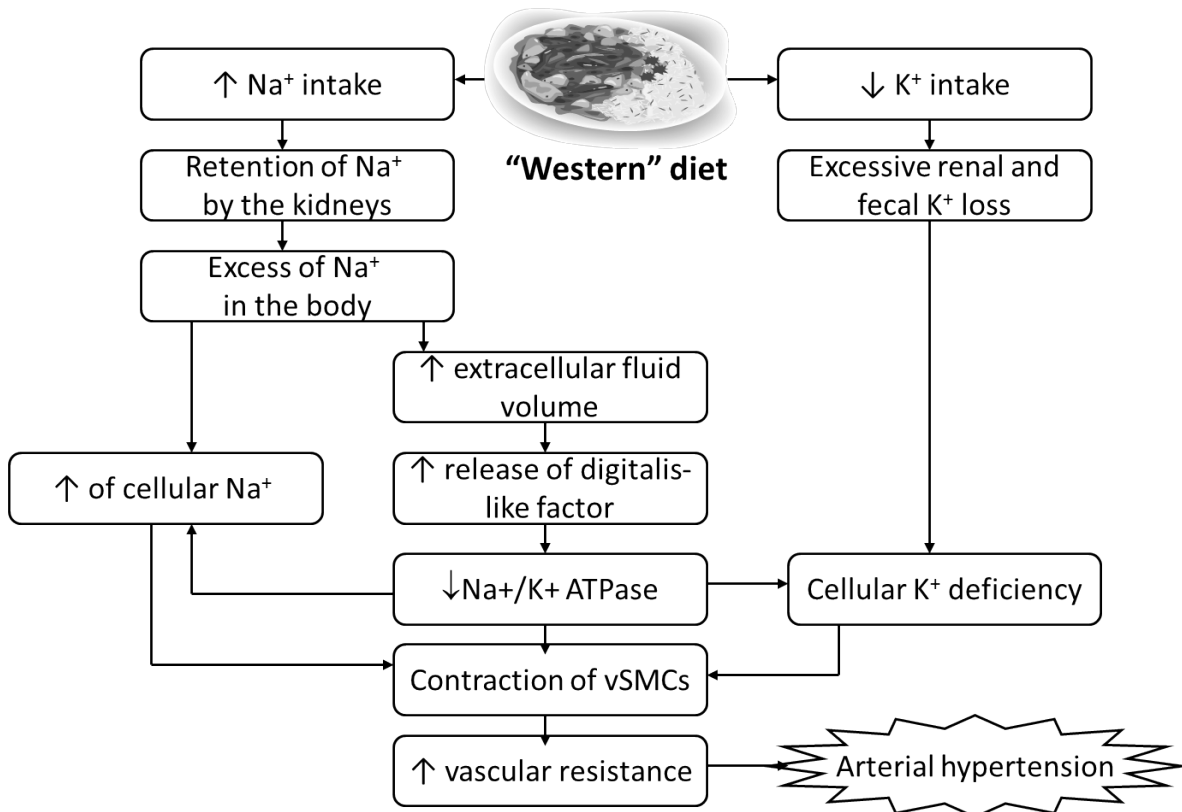 ↑ Na⁺ intake
“Western” diet
↓ K⁺ intake
Retention of Na⁺
by the kidneys
Excessive renal and
fecal K⁺ loss
Excess of Na⁺
in the body
↑ extracellular fluid
volume
↑ of cellular Na⁺
↑ release of digitalis-
like factor
↓Na+/K+ ATPase
Cellular K⁺ deficiency
Contraction of vSMCs
↑ vascular resistance
Arterial hypertension